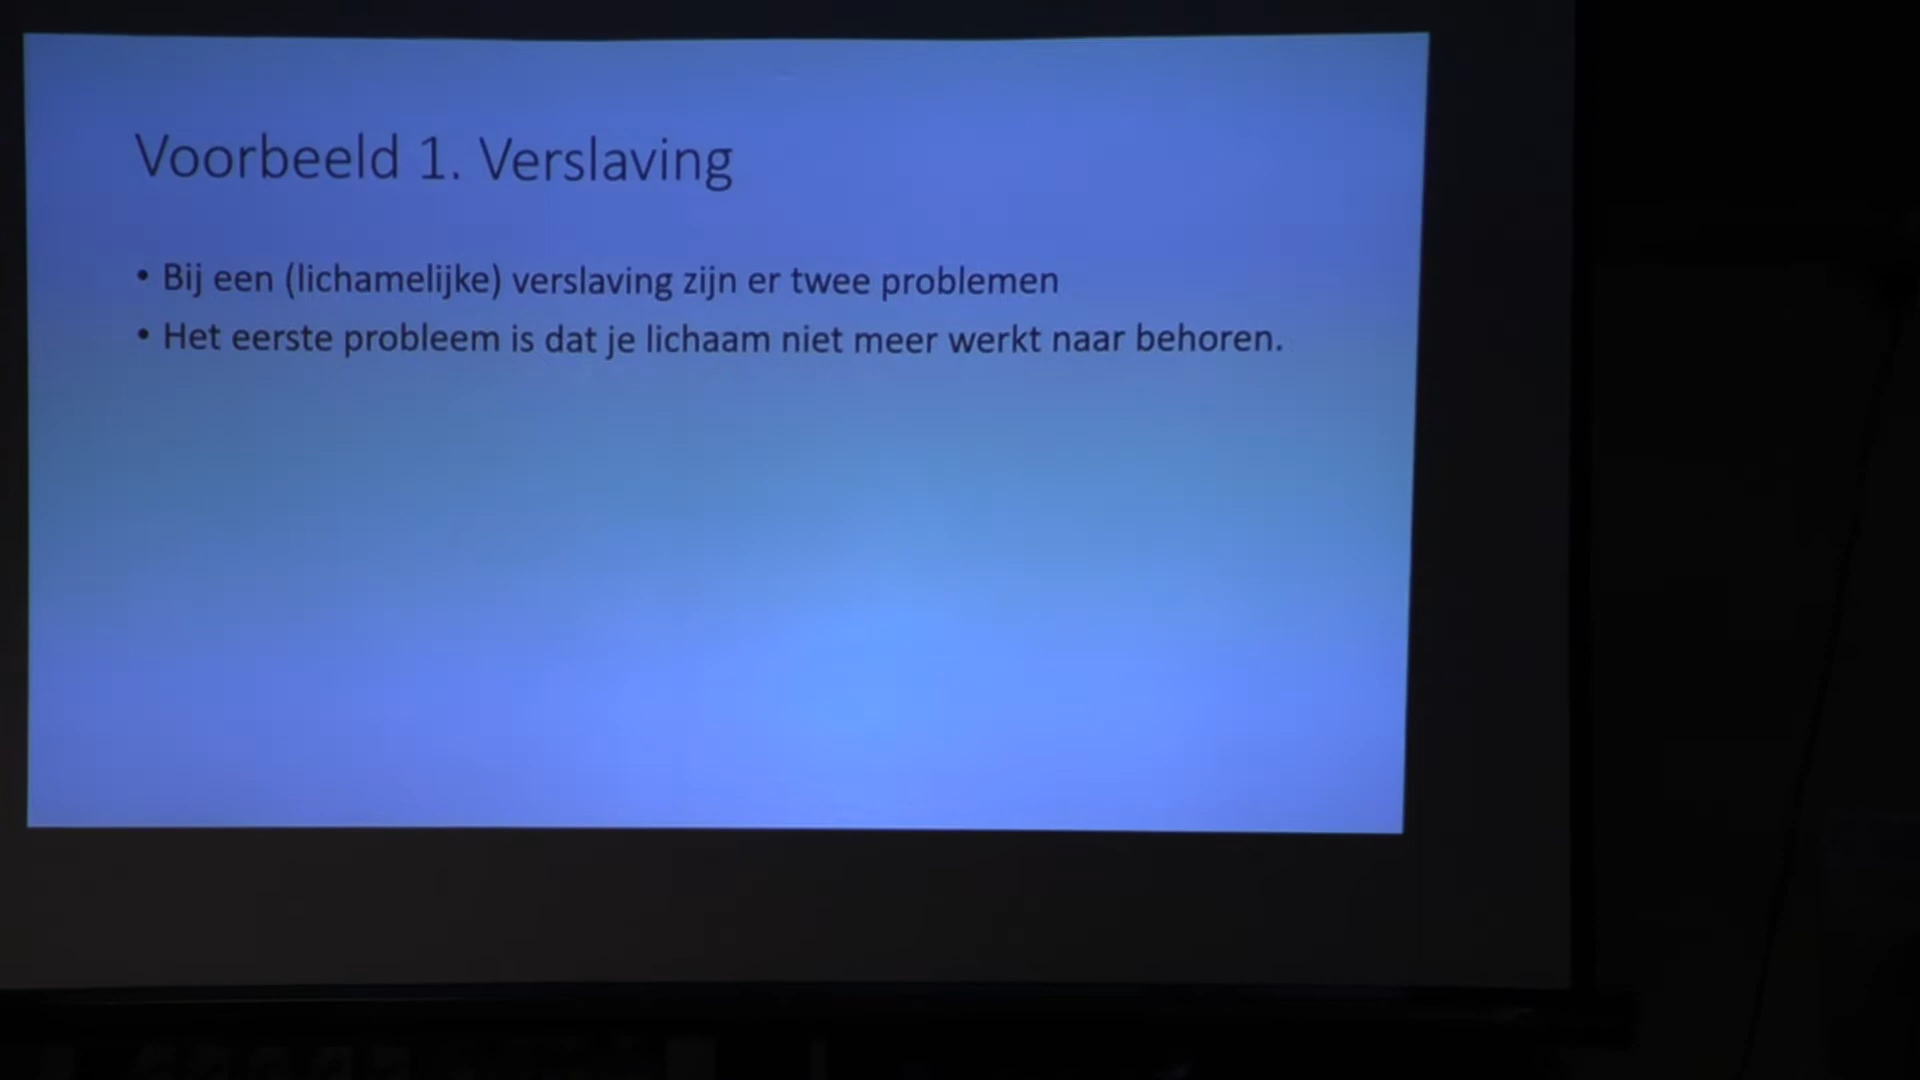 Voorbeeld 1. Verslaving
• Bij een (lichamelijke) verslaving zijn er twee problemen
• Het eerste probleem is dat je lichaam niet meer werkt naar behoren.